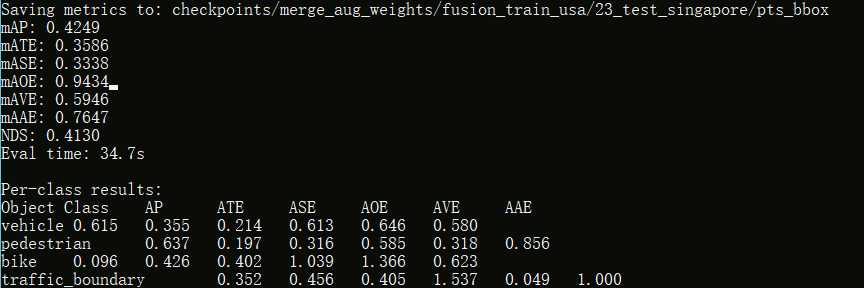 Saving metrics to: checkpoints/merge_aug_weights/fusion_train_usa/23_test_singapore/pts_bbox
mAP: 0.4249
mATE: 0.3586
mASE: 0.3338
mAOE: 0.9434
mAVE: 0.5946
mAAE: 0.7647
NDS: 0.4130
Eval time: 34.7s
Per-class results:
Object Class AP ATE ASE AOE AVE AAE
vehicle 0.615 0.355 0.214 0.613 0.646 0.580
pedestrian 0.637 0.197 0.316 0.585 0.318 0.856
bike 0.096 0.426 0.402 1.039 1.366 0.623
traffic_boundary 0.352 0.456 0.405 1.537 0.049 1.000